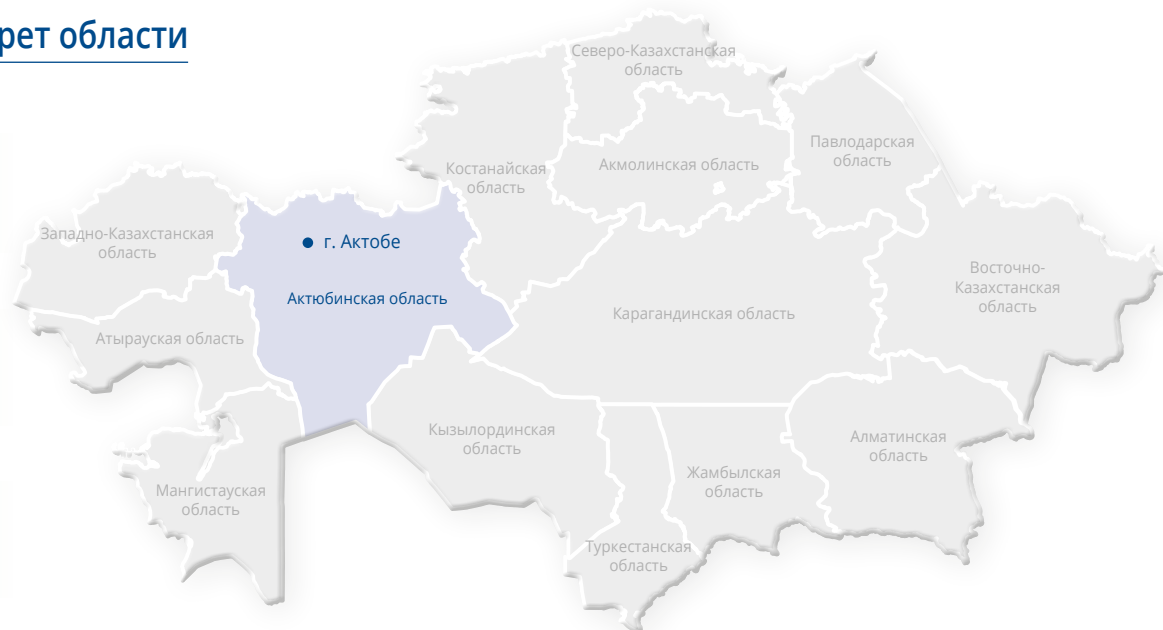 рет области
Северо-Казахстанская
область
Павлодарская
область
Костанайская
область
Акмолинская область
Западно-Казахстанская
область
г. Актобе
Восточно-
Казахстанская
область
Актюбинская область
Карагандинская область
Атырауская область
Кызылординская
область
Алматинская
область
Жамбылская
область
Мангистауская
область
Туркестанская
область